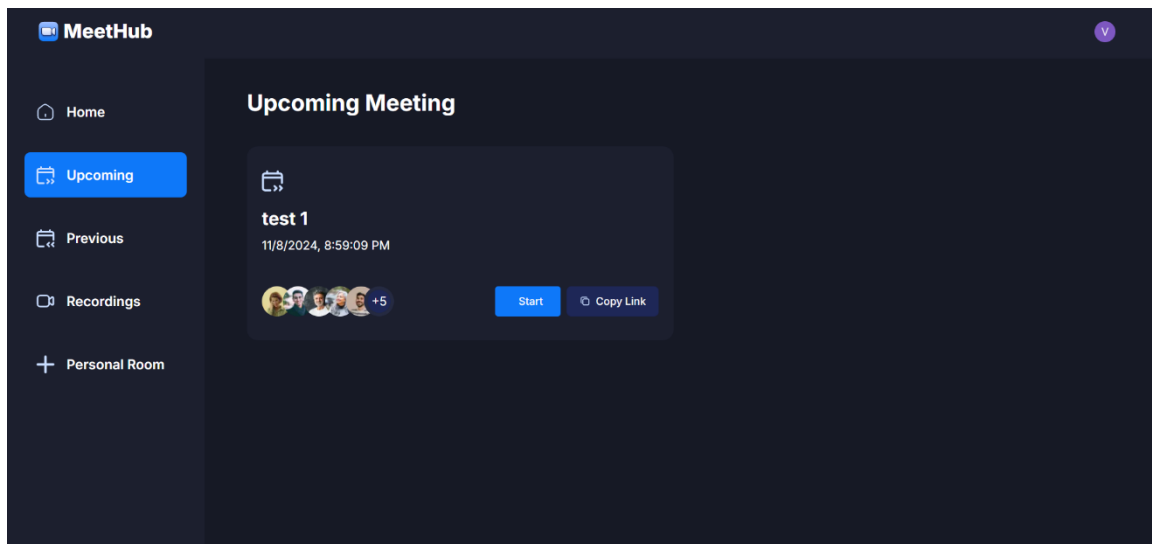 MeetHub
V
Home
Upcoming
Previous
Recordings
Personal Room
Upcoming Meeting
test 1
11/8/2024, 8:59:09 PM
+5
Start
Copy Link